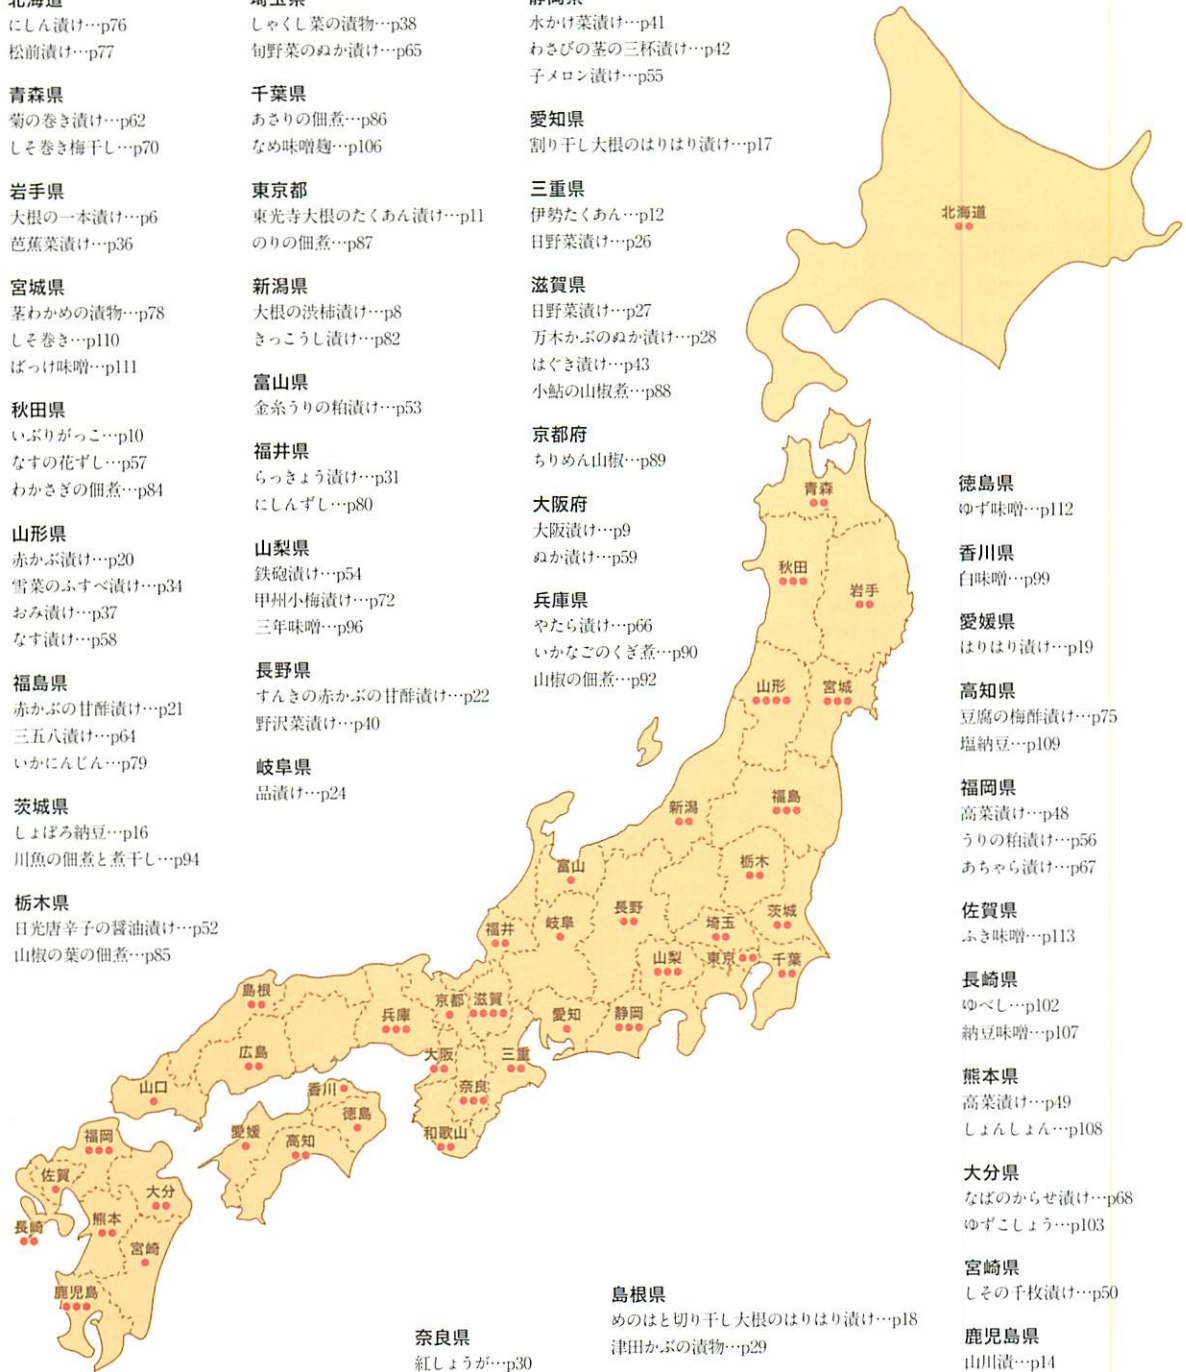 北海道
にしん漬け…p76
松前漬け…p77
青森県
菊の巻き漬け…p62
しそ巻き梅干し…p70
岩手県
大根の一本漬け…p6
芭蕉菜漬け…p36
宮城県
茎わかめの漬物…p78
しそ巻き…p110
ばっけ味噌…p111
秋田県
いぶりがっこ…p10
なすの花ずし…p57
わかさぎの佃煮…p84
山形県
赤かぶ漬け…p20
雪菜のふすべ漬け…p34
おみ漬け…p37
なす漬け…p58
福島県
赤かぶの甘酢漬け…p21
三五八漬け…p64
いかにんじん…p79
茨城県
しょぼろ納豆…p16
川魚の佃煮と煮干し…p94
栃木県
日光唐辛子の醤油漬け…p52
山椒の葉の佃煮…p85
埼玉県
しゃくし菜の漬物…p38
旬野菜のぬか漬け…p65
千葉県
あさりの佃煮…p86
なめ味噌麹…p106
東京都
東光寺大根のたくあん漬け…p11
のりの佃煮…p87
新潟県
大根の渋柿漬け…p8
きっこうし漬け…p82
富山県
金糸うりの粕漬け…p53
福井県
らっきょう漬け…p31
にしんずし…p80
山梨県
鉄砲漬け…p54
甲州小梅漬け…p72
三年味噌…p96
長野県
すんきの赤かぶの甘酢漬け…p22
野沢菜漬け…p40
岐阜県
品漬け…p24
静岡県
水かけ菜漬け…p41
わさびの茎の三杯漬け…p42
子メロン漬け…p55
愛知県
割り干し大根のはりはり漬け…p17
三重県
伊勢たくあん…p12
日野菜漬け…p26
滋賀県
日野菜漬け…p27
万木かぶのぬか漬け…p28
はぐき漬け…p43
小鮎の山椒煮…p88
京都府
ちりめん山椒…p89
大阪府
大阪漬け…p9
ぬか漬け…p59
兵庫県
やたら漬け…p66
いかなごのくぎ煮…p90
山椒の佃煮…p92
奈良県
紅しょうが…p30
島根県
めのはと切り干し大根のはりはり漬け…p18
津田かぶの漬物…p29
徳島県
ゆず味噌…p112
香川県
白味噌…p99
愛媛県
はりはり漬け…p19
高知県
豆腐の梅酢漬け…p75
塩納豆…p109
福岡県
高菜漬け…p48
うりの粕漬け…p56
あちゃら漬け…p67
佐賀県
ふき味噌…p113
長崎県
ゆべし…p102
納豆味噌…p107
熊本県
高菜漬け…p49
しょんしょん…p108
大分県
なばのからせ漬け…p68
ゆずこしょう…p103
宮崎県
しその千枚漬け…p50
鹿児島県
山川漬…p14
北海道
青森
秋田
岩手
山形
宮城
新潟
福島
富山
栃木
長野
福井
岐阜
埼玉
茨城
山梨
東京
千葉
島根
京都
滋賀
兵庫
愛知
静岡
広島
大阪
三重
山口
香川
奈良
徳島
愛媛
高知
和歌山
福岡
佐賀
大分
長崎
熊本
宮崎
鹿児島